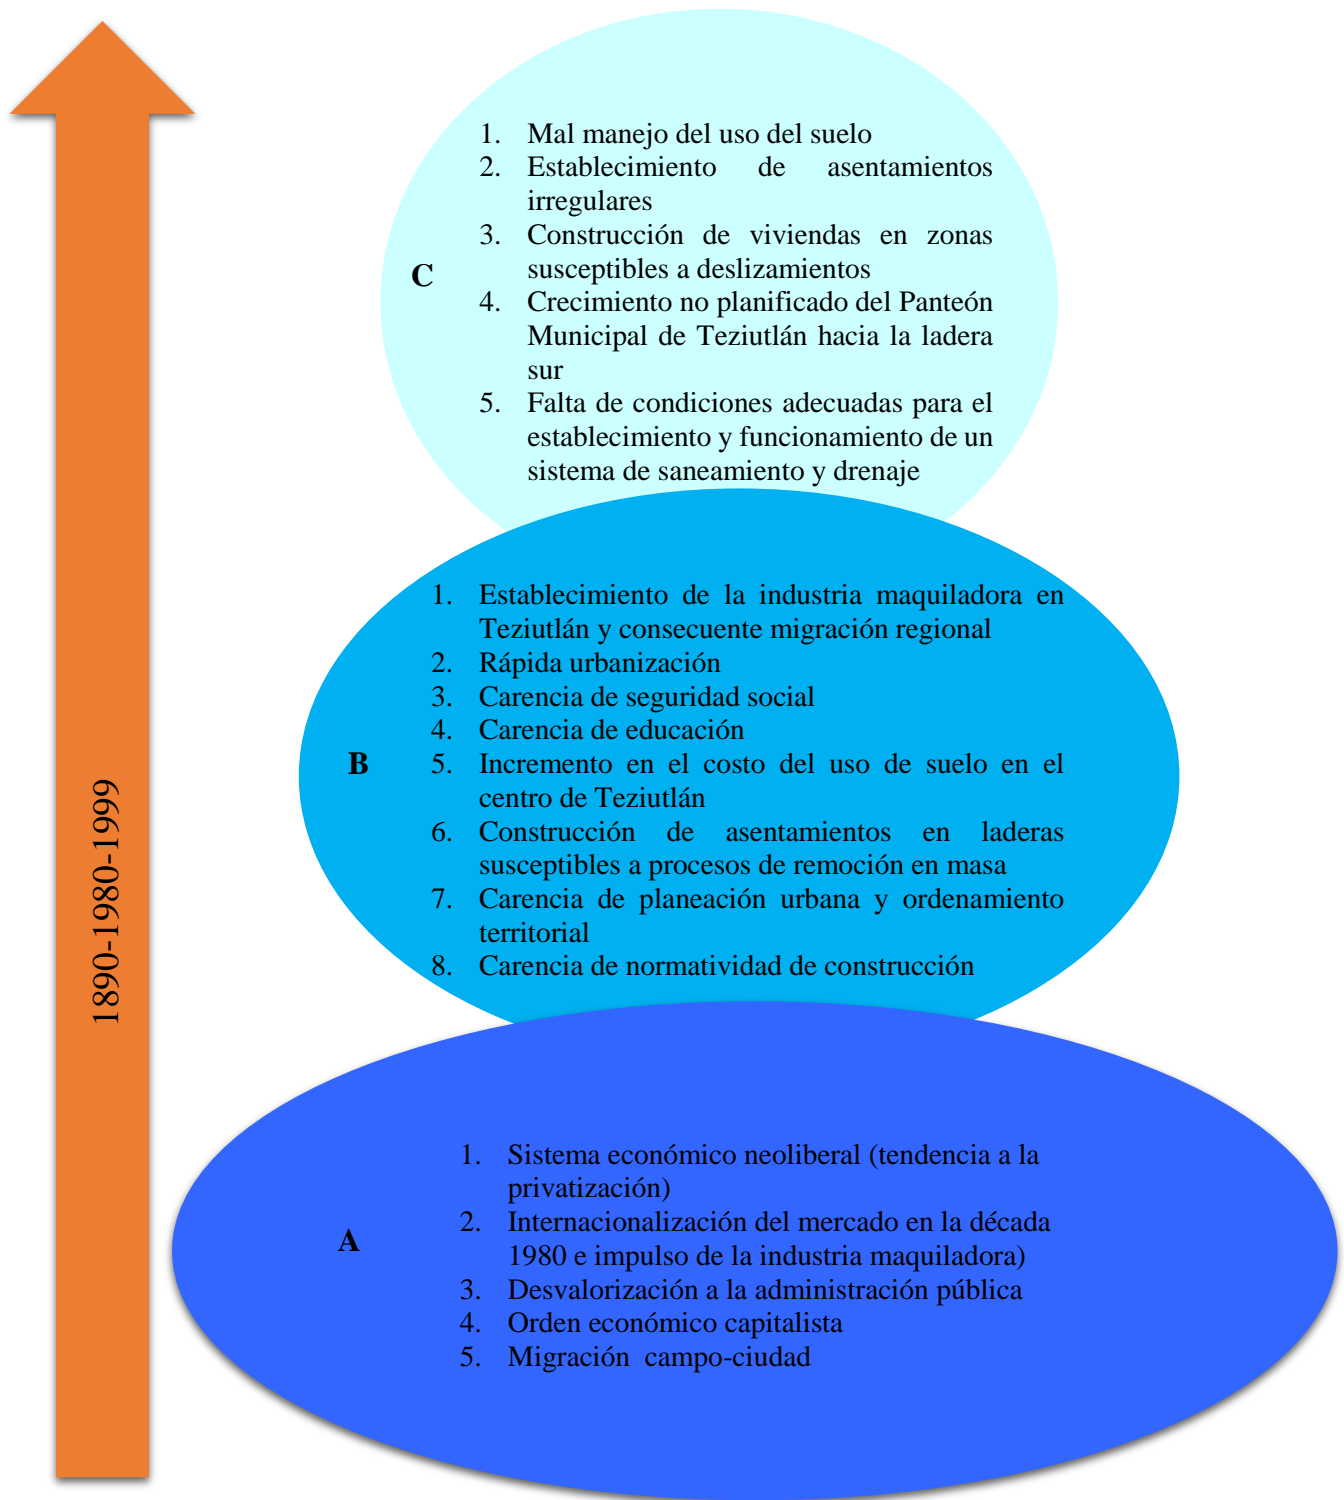 1. Mal manejo del uso del suelo
2. Establecimiento de asentamientos
irregulares
3. Construcción de viviendas en zonas
susceptibles a deslizamientos
C
4. Crecimiento no planificado del Panteón
Municipal de Teziutlán hacia la ladera
sur
5. Falta de condiciones adecuadas para el
establecimiento y funcionamiento de un
sistema de saneamiento y drenaje
1. Establecimiento de la industria maquiladora en
Teziutlán y consecuente migración regional
2. Rápida urbanización
3. Carencia de seguridad social
4. Carencia de educación
B
5. Incremento en el costo del uso de suelo en el
centro de Teziutlán
6. Construcción de asentamientos en laderas
susceptibles a procesos de remoción en masa
7. Carencia de planeación urbana y ordenamiento
territorial
8. Carencia de normatividad de construcción
1890-1980-1999
1. Sistema económico neoliberal (tendencia a la
privatización)
2. Internacionalización del mercado en la década
A
1980 e impulso de la industria maquiladora)
3. Desvalorización a la administración pública
4. Orden económico capitalista
5. Migración campo-ciudad